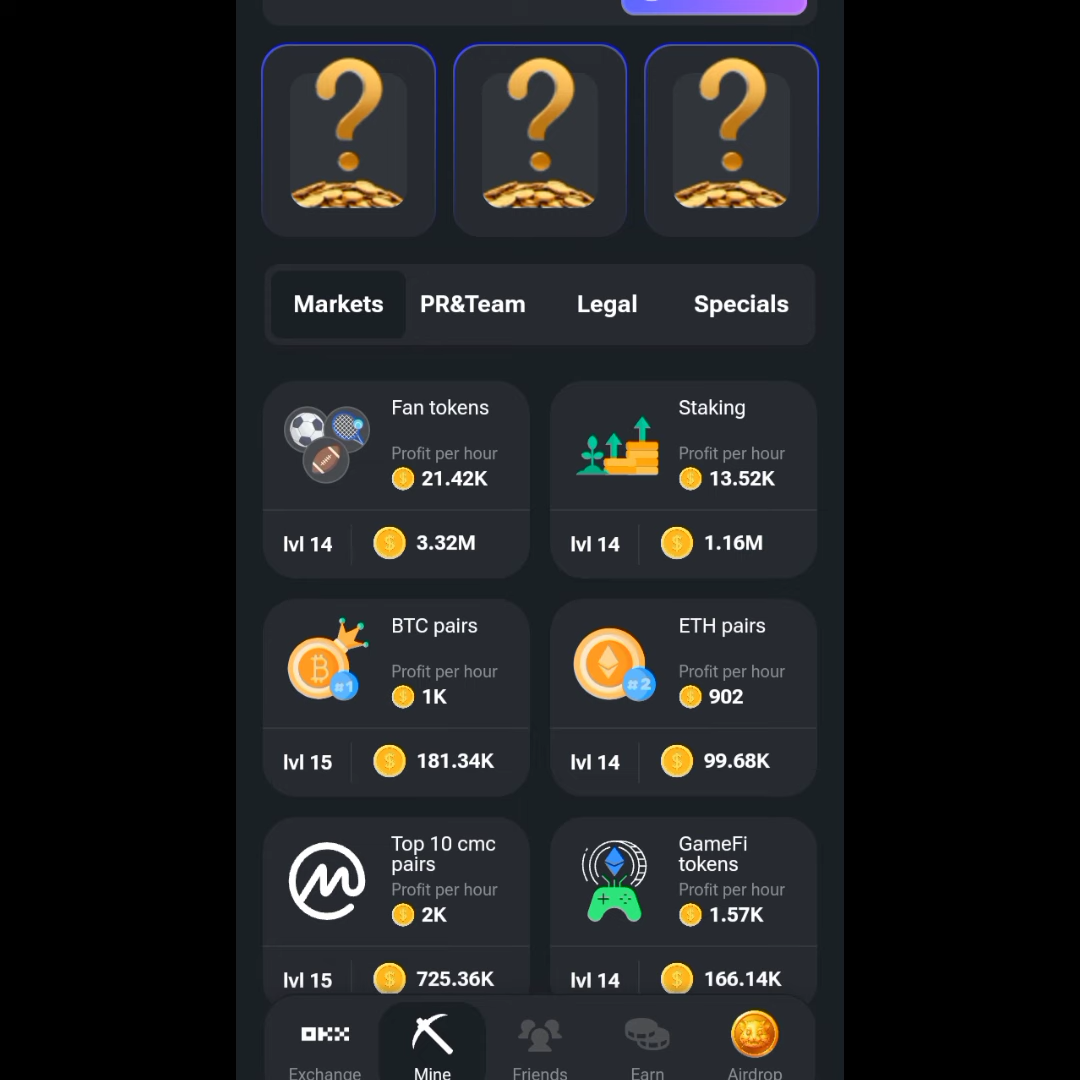 Markets PR&Team Legal Specials
Fan tokens
Profit per hour
21.42K
lvl 14 3.32M
Staking
Profit per hour
13.52K
lvl 14 1.16M
BTC pairs
#1
Profit per hour
1K
lvl 15 181.34K
ETH pairs
#2
Profit per hour
902
lvl 14 99.68K
Top 10 cmc
pairs
Profit per hour
2K
lvl 15 725.36K
GameFi
tokens
Profit per hour
1.57K
lvl 14 166.14K
OKX
Exchange Mine Friends Earn Airdrop